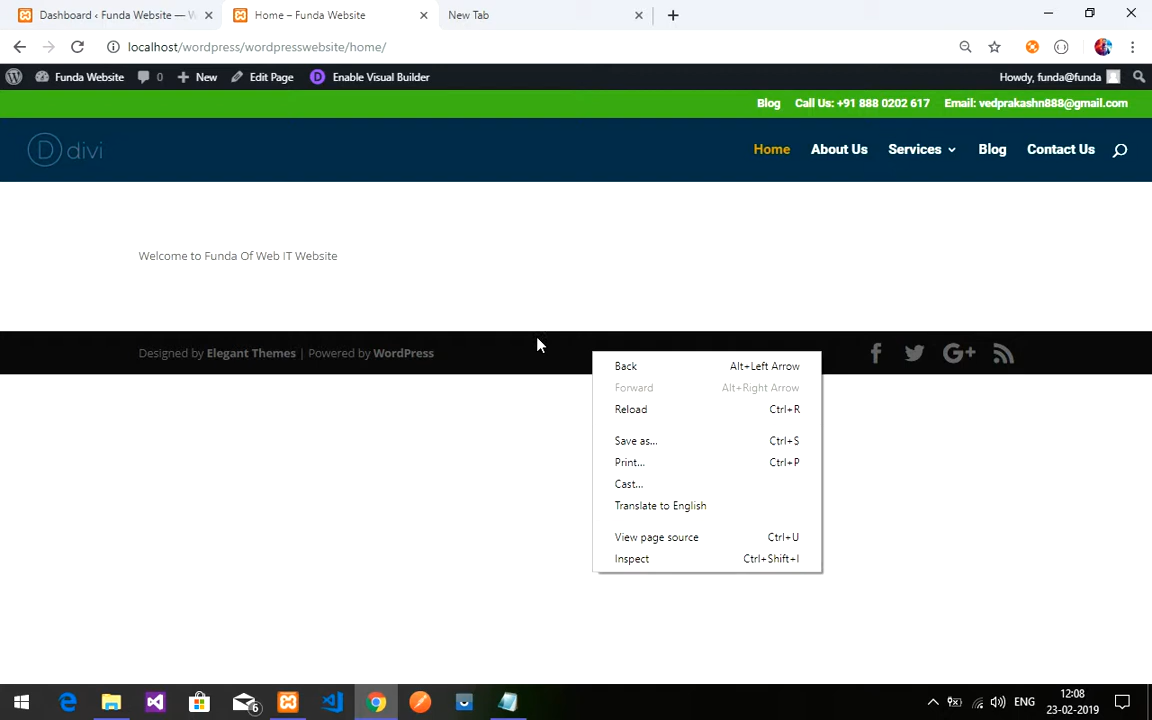 Dashboard ‹ Funda Website — W
Home – Funda Website
New Tab
localhost/wordpress/wordpresswebsite/home/
Funda Website
0
New
Edit Page
D
Enable Visual Builder
Howdy, funda@funda
Blog
Call Us: +91 888 0202 617
Email: vedprakashn888@gmail.com
D divi
Home
About Us
Services
Blog
Contact Us
Welcome to Funda Of Web IT Website
Designed by Elegant Themes | Powered by WordPress
Back Alt+Left Arrow
Forward Alt+Right Arrow
Reload Ctrl+R
Save as... Ctrl+S
Print... Ctrl+P
Cast...
Translate to English
View page source Ctrl+U
Inspect Ctrl+Shift+I
6
ENG
12:08
23-02-2019